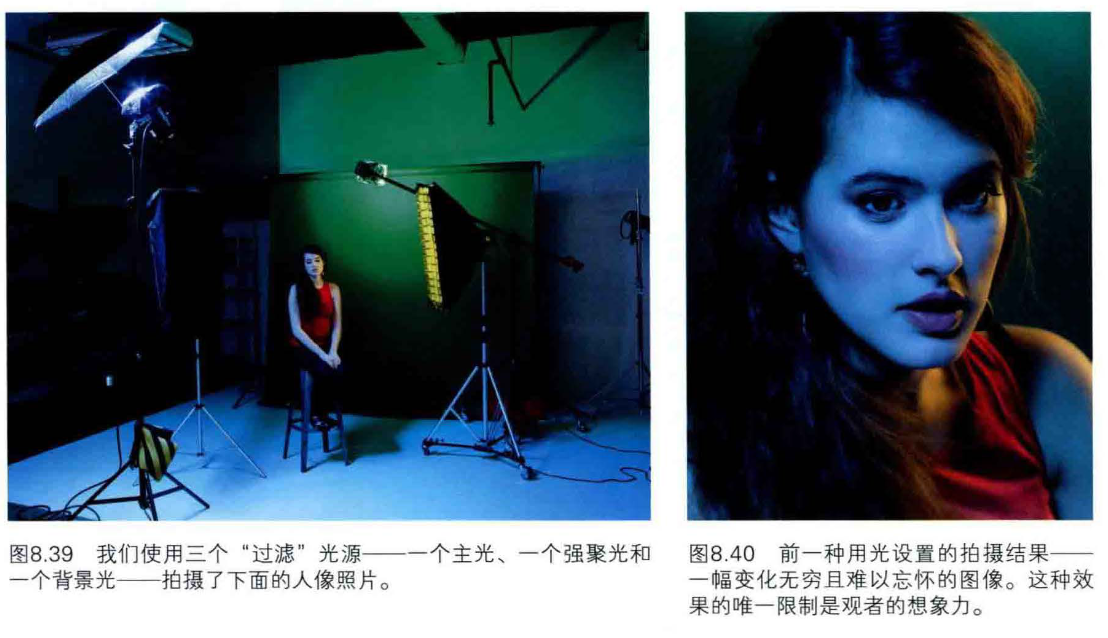 图8.39 我们使用三个“过滤”光源——一个主光、一个强聚光和
一个背景光——拍摄了下面的人像照片。
图8.40 前一种用光设置的拍摄结果——
一幅变化无穷且难以忘怀的图像。这种效
果的唯一限制是观者的想象力。